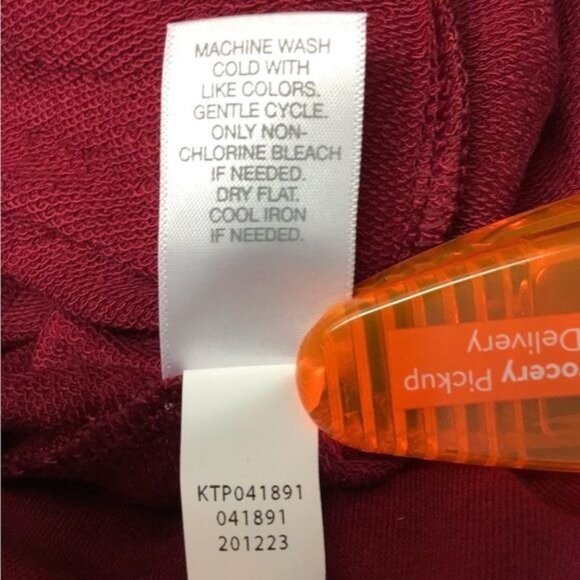 MACHINE WASH
COLD WITH
LIKE COLORS.
GENTLE CYCLE.
ONLY NON-
CHLORINE BLEACH
IF NEEDED.
DRY FLAT.
COOL IRON
IF NEEDED.
rocery Pickup
Delivery
KTP041891
041891
201223